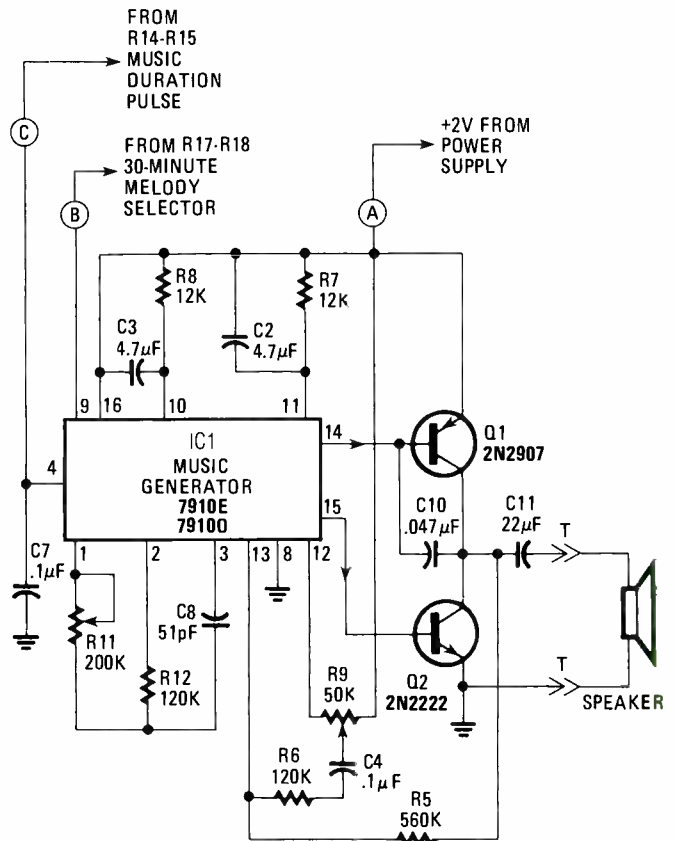 FROM
R14-R15
MUSIC
DURATION
PULSE
C
FROM R17-R18
30-MINUTE
MELODY
SELECTOR
B
+2V FROM
POWER
SUPPLY
A
R8
12K
R7
12K
C3
4.7µF
C2
4.7µF
9
16
10
11
4
IC1
MUSIC
GENERATOR
7910E
7910D
14
15
Q1
2N2907
C10
.047µF
C11
22µF
T
C7
.1µF
1
2
3
13
8
12
R11
200K
C8
51pF
R12
120K
R9
50K
Q2
2N2222
T
SPEAKER
R6
120K
C4
.1µF
R5
560K